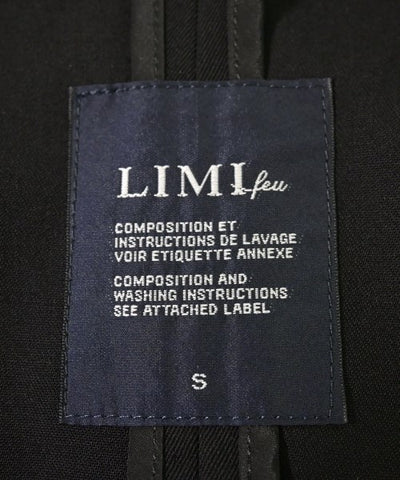 LIMI feu
COMPOSITION ET
INSTRUCTIONS DE LAVAGE
VOIR ETIQUETTE ANNEXE
COMPOSITION AND
WASHING INSTRUCTIONS
SEE ATTACHED LABEL
S